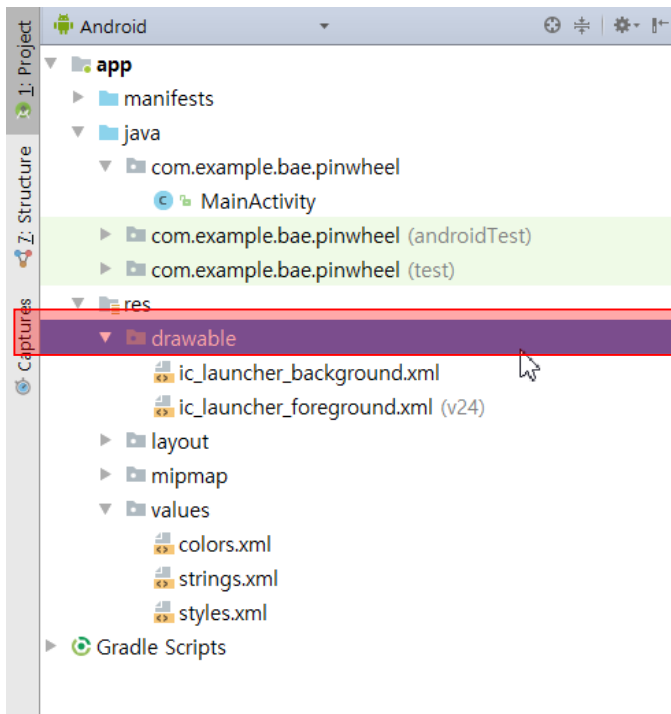 Android
app
manifests
java
com.example.bae.pinwheel
MainActivity
com.example.bae.pinwheel (androidTest)
com.example.bae.pinwheel (test)
res
drawable
ic_launcher_background.xml
ic_launcher_foreground.xml (v24)
layout
mipmap
values
colors.xml
strings.xml
styles.xml
Gradle Scripts
1: Project
7: Structure
Captures